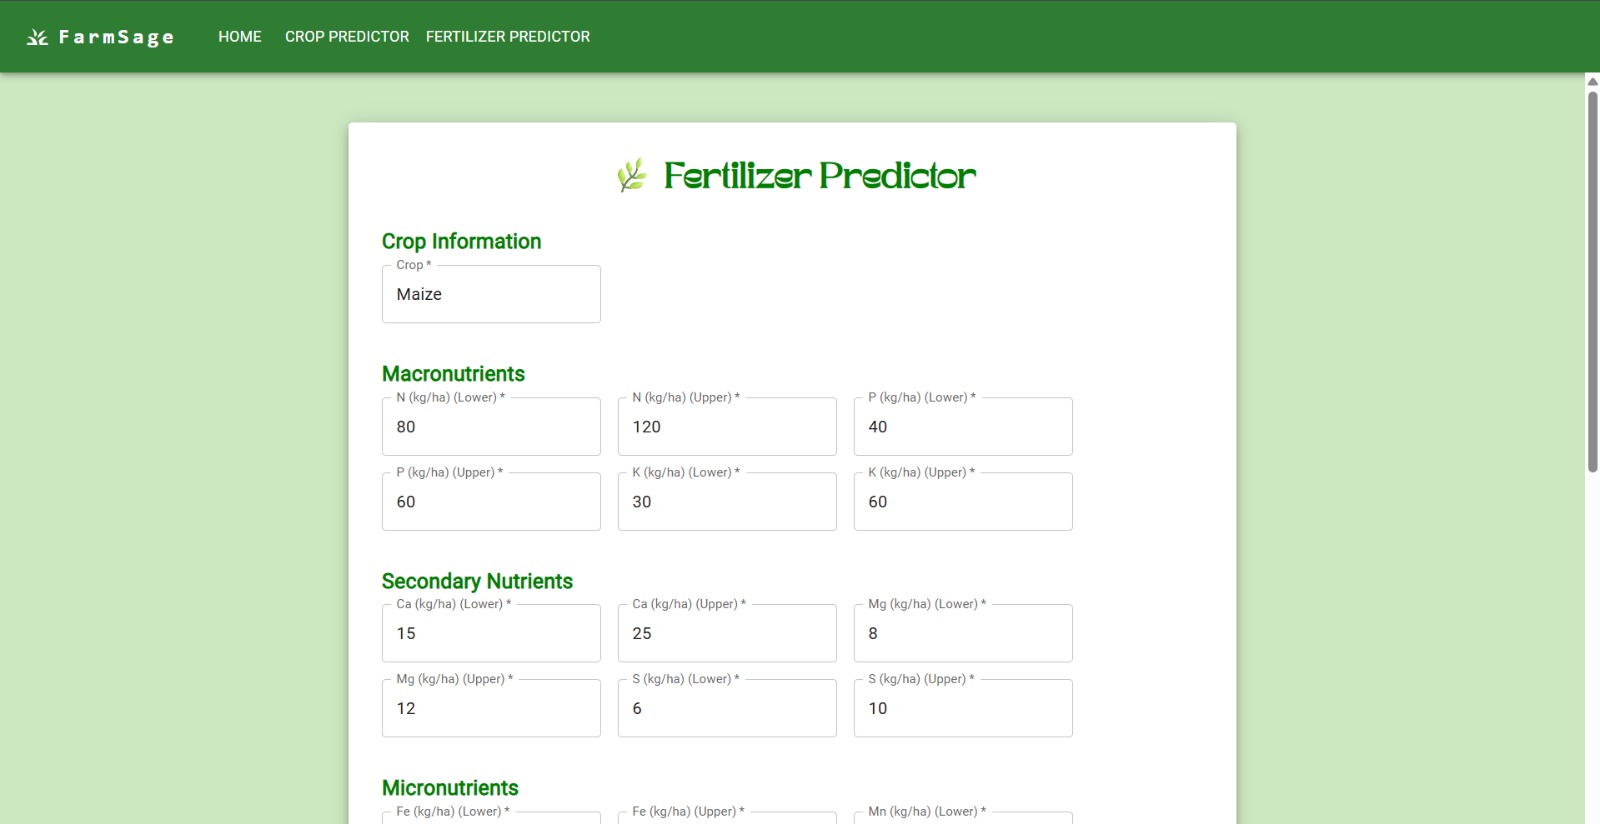 FarmSage HOME CROP PREDICTOR FERTILIZER PREDICTOR
Fertilizer Predictor
Crop Information
Crop *
Maize
Macronutrients
N (kg/ha) (Lower) * N (kg/ha) (Upper) * P (kg/ha) (Lower) *
80 120 40
P (kg/ha) (Upper) * K (kg/ha) (Lower) * K (kg/ha) (Upper) *
60 30 60
Secondary Nutrients
Ca (kg/ha) (Lower) * Ca (kg/ha) (Upper) * Mg (kg/ha) (Lower) *
15 25 8
Mg (kg/ha) (Upper) * S (kg/ha) (Lower) * S (kg/ha) (Upper) *
12 6 10
Micronutrients
Fe (kg/ha) (Lower) * Fe (kg/ha) (Upper) * Mn (kg/ha) (Lower) *